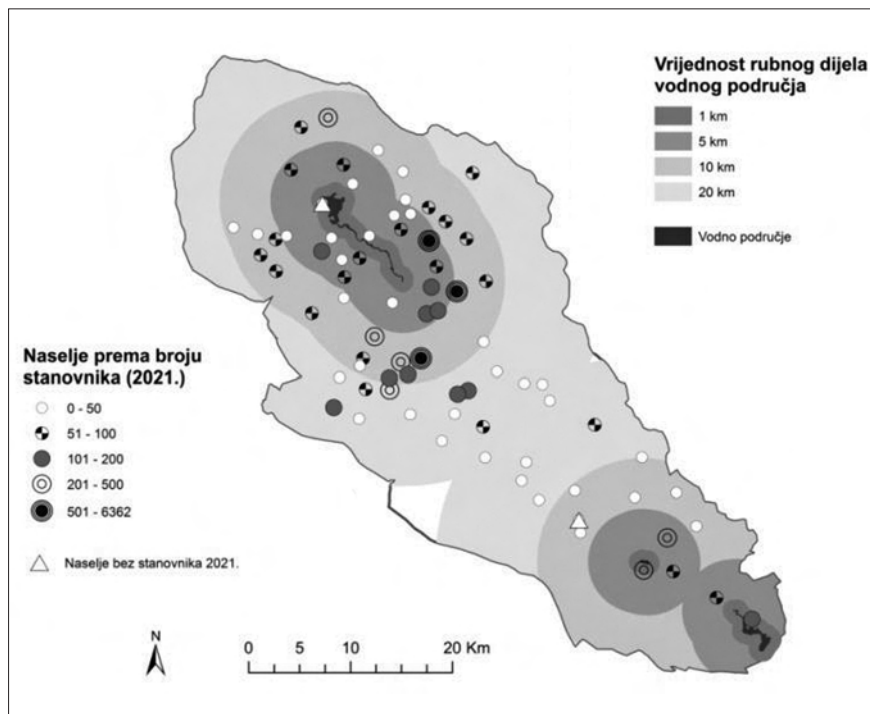 Vrijednost rubnog dijela
vodnog područja
1 km
5 km
10 km
20 km
Vodno područje
Naselje prema broju
stanovnika (2021.)
0 - 50
51 - 100
101 - 200
201 - 500
501 - 6362
Naselje bez stanovnika 2021.
N
0 5 10 20 Km